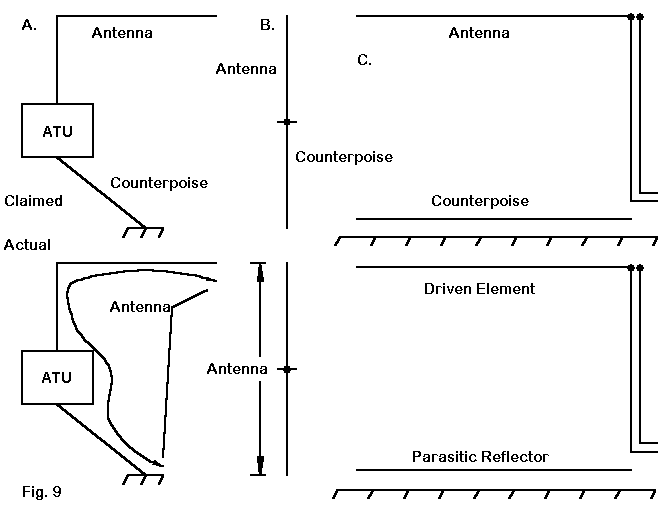 A.
Antenna
B.
Antenna
Antenna
C.
ATU
Counterpoise
Counterpoise
Claimed
Counterpoise
Actual
Driven Element
Antenna
ATU
Antenna
Parasitic Reflector
Fig. 9